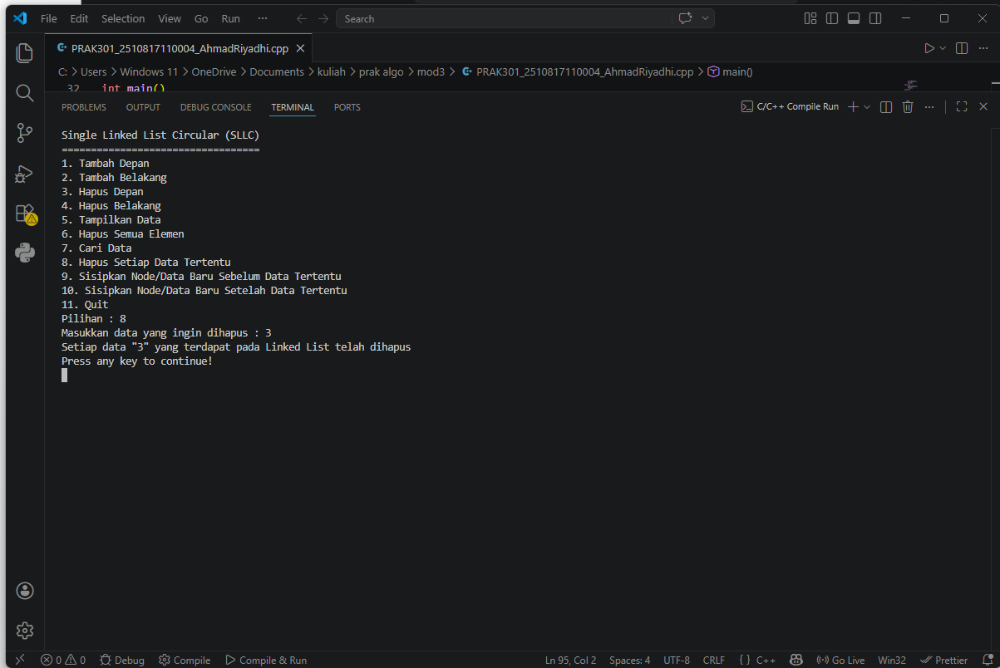 File Edit Selection View Go Run ··· Search
PRAK301_2510817110004_AhmadRiyadhi.cpp
C: > Users > Windows 11 > OneDrive > Documents > kuliah > prak algo > mod3 > PRAK301_2510817110004_AhmadRiyadhi.cpp > main()
32 int main()
PROBLEMS OUTPUT DEBUG CONSOLE TERMINAL PORTS C/C++ Compile Run
Single Linked List Circular (SLLC)
==================================
1. Tambah Depan
2. Tambah Belakang
3. Hapus Depan
4. Hapus Belakang
5. Tampilkan Data
6. Hapus Semua Elemen
7. Cari Data
8. Hapus Setiap Data Tertentu
9. Sisipkan Node/Data Baru Sebelum Data Tertentu
10. Sisipkan Node/Data Baru Setelah Data Tertentu
11. Quit
Pilihan : 8
Masukkan data yang ingin dihapus : 3
Setiap data "3" yang terdapat pada Linked List telah dihapus
Press any key to continue!
0 0 Debug Compile Compile & Run Ln 95, Col 2 Spaces: 4 UTF-8 CRLF { } C++ Go Live Win32 Prettier